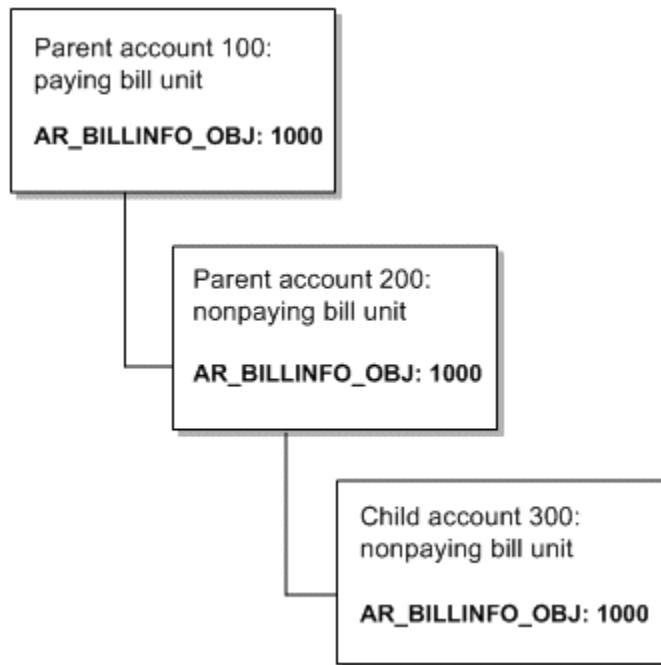 Parent account 100:
paying bill unit
AR_BILLINFO_OBJ: 1000
Parent account 200:
nonpaying bill unit
AR_BILLINFO_OBJ: 1000
Child account 300:
nonpaying bill unit
AR_BILLINFO_OBJ: 1000